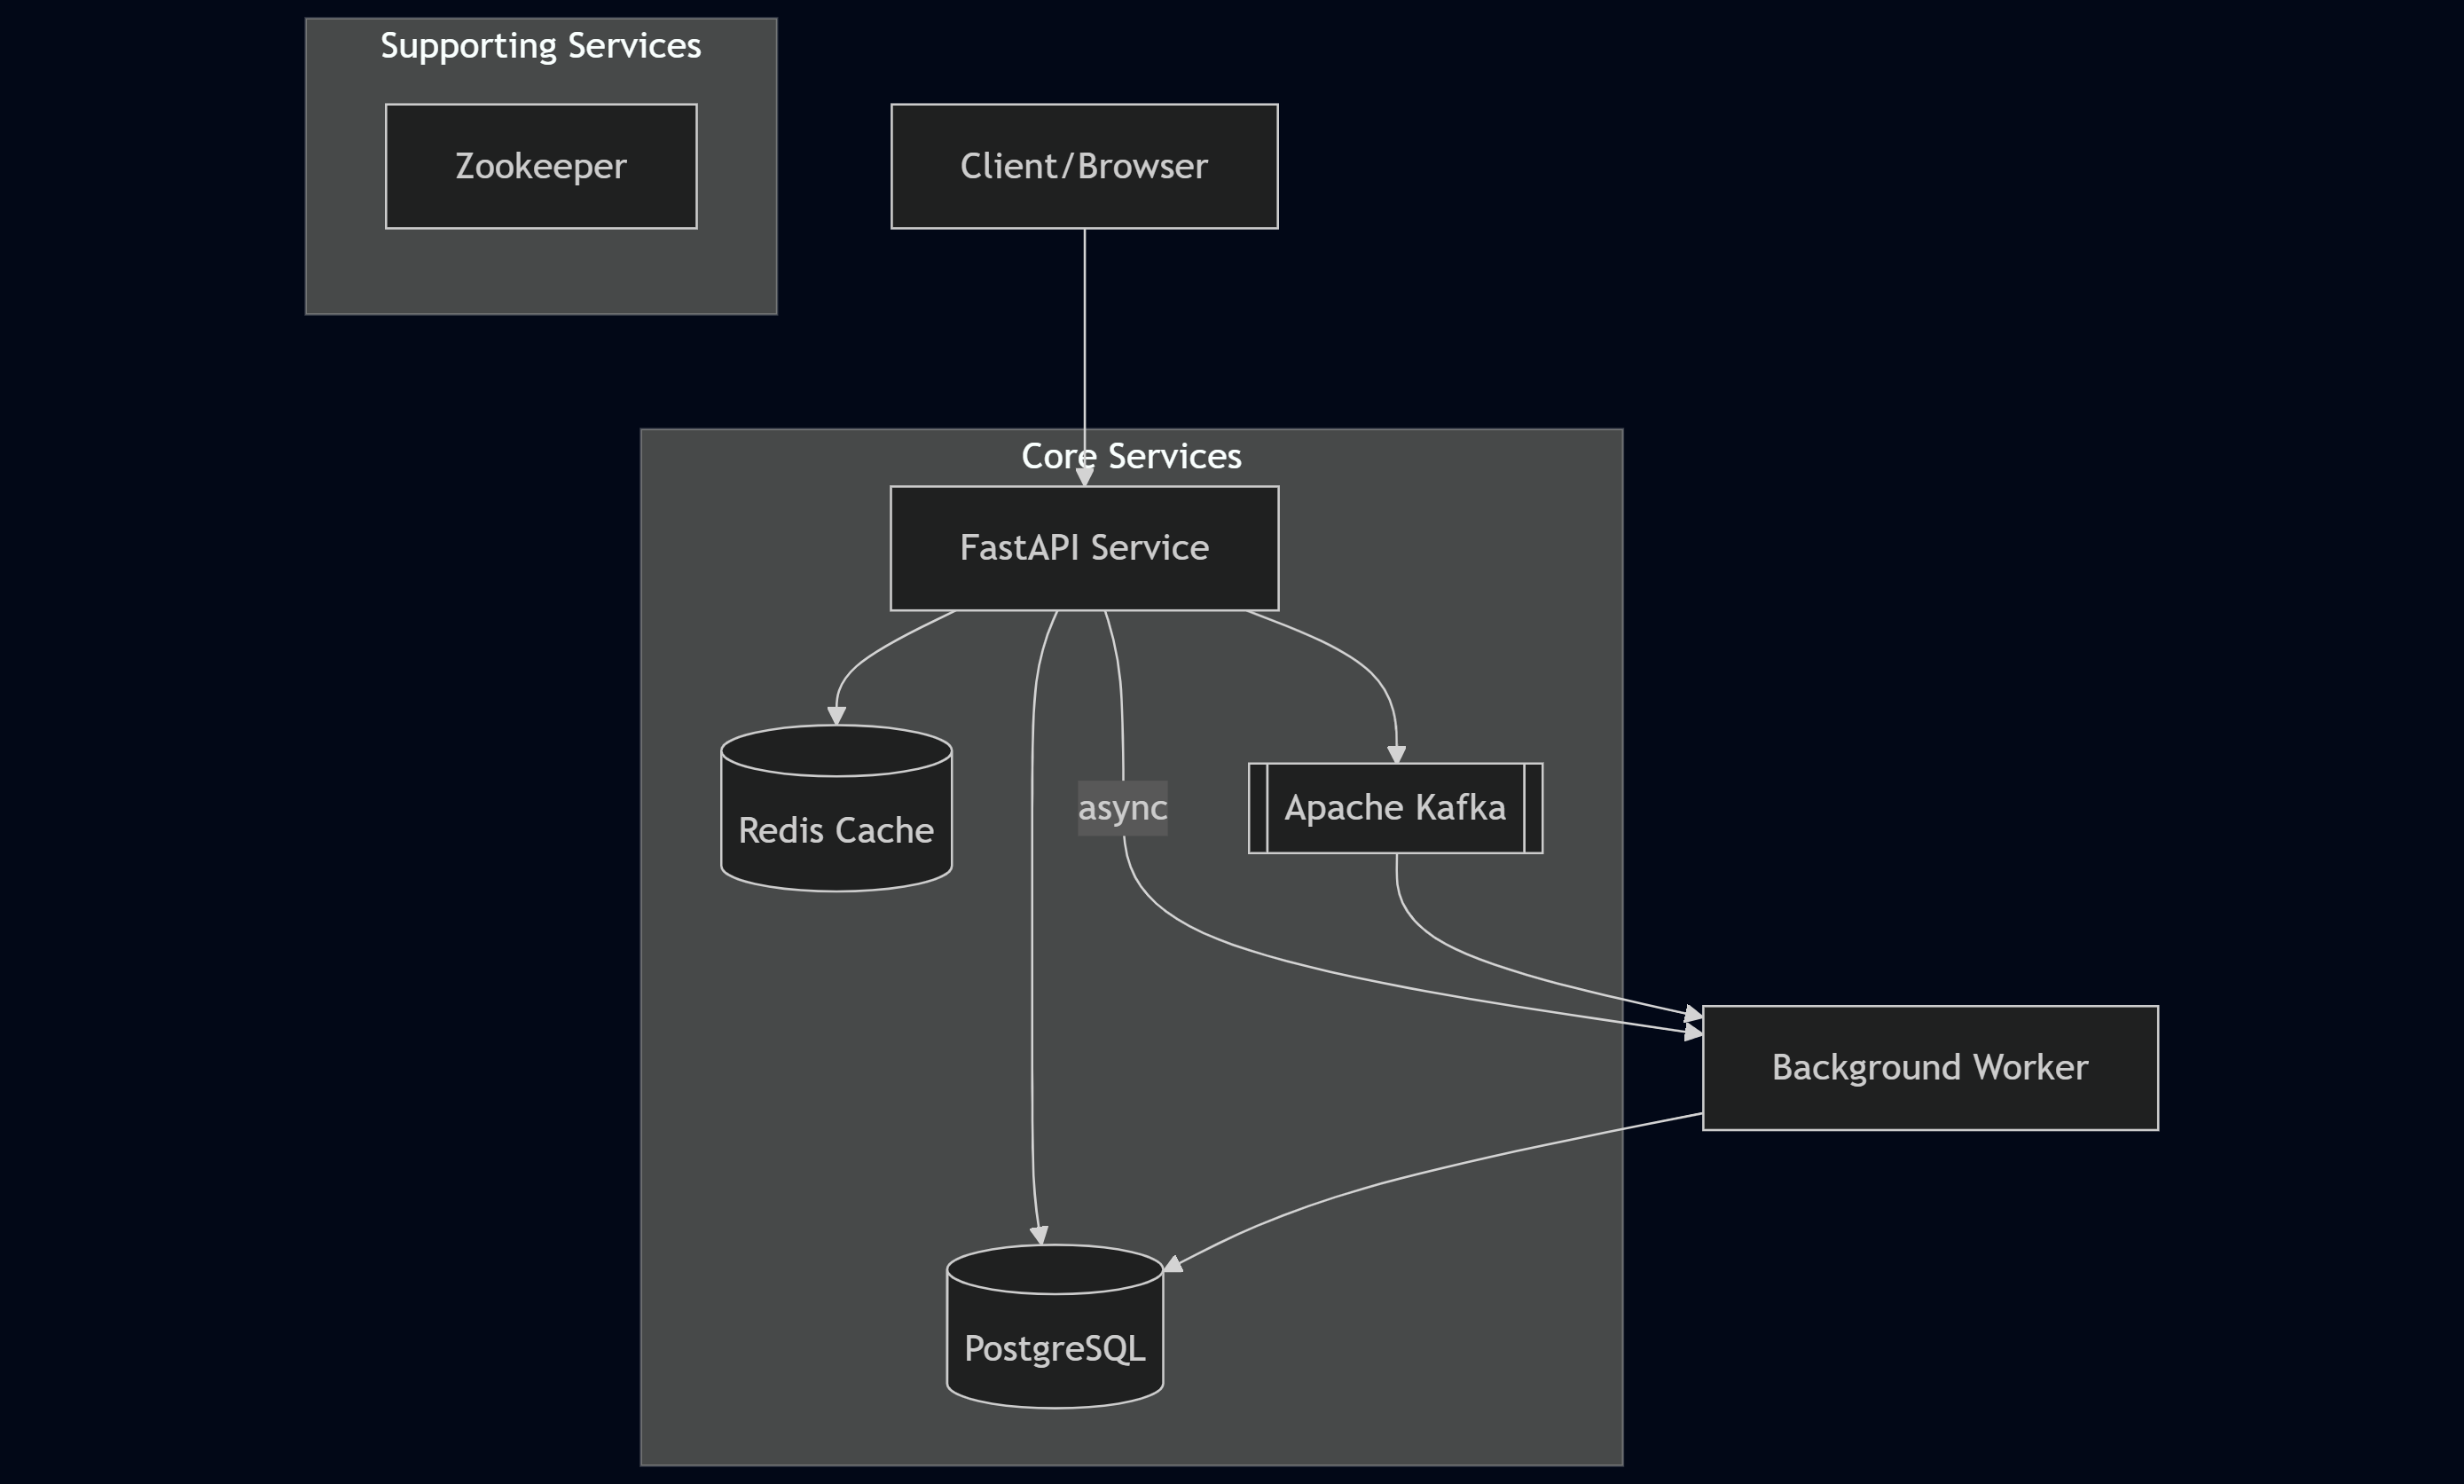 Supporting Services
Zookeeper
Client/Browser
Core Services
FastAPI Service
Redis Cache
async
Apache Kafka
Background Worker
PostgreSQL